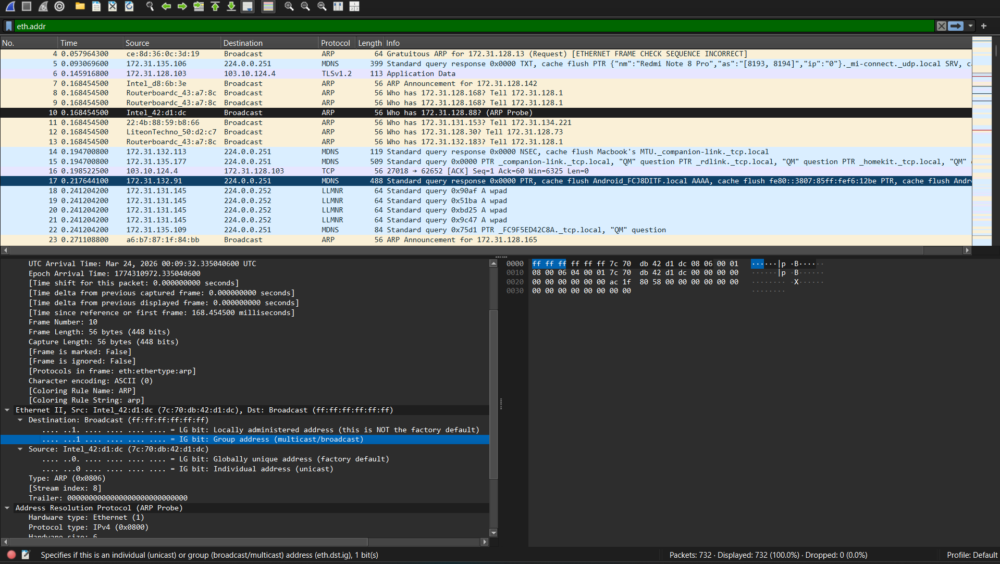 eth.addr
No. Time Source Destination Protocol Length Info
4 0.057964300 ce:8d:36:0c:3d:19 Broadcast ARP 64 Gratuitous ARP for 172.31.128.13 (Request) [ETHERNET FRAME CHECK SEQUENCE INCORRECT]
5 0.093069600 172.31.135.106 224.0.0.251 MDNS 399 Standard query response 0x0000 TXT, cache flush PTR {"nm":"Redmi Note 8 Pro","as":"[8193, 8194]","ip":"0"}._mi-connect._udp.local SRV, c
6 0.145916800 172.31.128.103 103.10.124.4 TLSv1.2 113 Application Data
7 0.168454500 Intel_d8:6b:3e Broadcast ARP 56 ARP Announcement for 172.31.128.142
8 0.168454500 Routerboardc_43:a7:8c Broadcast ARP 56 Who has 172.31.128.168? Tell 172.31.128.1
9 0.168454500 Routerboardc_43:a7:8c Broadcast ARP 56 Who has 172.31.128.168? Tell 172.31.128.1
10 0.168454500 Intel_42:d1:dc Broadcast ARP 56 Who has 172.31.128.88? (ARP Probe)
11 0.168454500 22:4b:88:59:b8:66 Broadcast ARP 56 Who has 172.31.131.153? Tell 172.31.134.221
12 0.168454500 LiteonTechno_50:d2:c7 Broadcast ARP 56 Who has 172.31.128.30? Tell 172.31.128.73
13 0.168454500 Routerboardc_43:a7:8c Broadcast ARP 56 Who has 172.31.132.183? Tell 172.31.128.1
14 0.194700800 172.31.132.113 224.0.0.251 MDNS 119 Standard query response 0x0000 NSEC, cache flush Macbook's MTU._companion-link._tcp.local
15 0.194700800 172.31.135.177 224.0.0.251 MDNS 509 Standard query 0x0000 PTR _companion-link._tcp.local, "QM" question PTR _rdlink._tcp.local, "QM" question PTR _homekit._tcp.local, "QM"
16 0.198522500 103.10.124.4 172.31.128.103 TCP 56 27018 → 62652 [ACK] Seq=1 Ack=60 Win=6325 Len=0
17 0.217644100 172.31.132.91 224.0.0.251 MDNS 488 Standard query response 0x0000 PTR, cache flush Android_FCJ8DITF.local AAAA, cache flush fe80::3807:85ff:fef6:12be PTR, cache flush Andr
18 0.241204200 172.31.131.145 224.0.0.252 LLMNR 64 Standard query 0x90af A wpad
19 0.241204200 172.31.131.145 224.0.0.252 LLMNR 64 Standard query 0x51ba A wpad
20 0.241204200 172.31.131.145 224.0.0.252 LLMNR 64 Standard query 0xbd25 A wpad
21 0.241204200 172.31.131.145 224.0.0.252 LLMNR 64 Standard query 0x9c47 A wpad
22 0.241204200 172.31.135.109 224.0.0.251 MDNS 84 Standard query 0x75d1 PTR _FC9F5ED42C8A._tcp.local, "QM" question
23 0.271108800 a6:b7:87:1f:84:bb Broadcast ARP 56 ARP Announcement for 172.31.128.165
UTC Arrival Time: Mar 24, 2026 00:09:32.335040600 UTC
Epoch Arrival Time: 1774310972.335040600
[Time shift for this packet: 0.000000000 seconds]
[Time delta from previous captured frame: 0.000000000 seconds]
[Time delta from previous displayed frame: 0.000000000 seconds]
[Time since reference or first frame: 168.454500 milliseconds]
Frame Number: 10
Frame Length: 56 bytes (448 bits)
Capture Length: 56 bytes (448 bits)
[Frame is marked: False]
[Frame is ignored: False]
[Protocols in frame: eth:ethertype:arp]
Character encoding: ASCII (0)
[Coloring Rule Name: ARP]
[Coloring Rule String: arp]
Ethernet II, Src: Intel_42:d1:dc (7c:70:db:42:d1:dc), Dst: Broadcast (ff:ff:ff:ff:ff:ff)
Destination: Broadcast (ff:ff:ff:ff:ff:ff)
.... ..1. .... .... .... .... = LG bit: Locally administered address (this is NOT the factory default)
.... ...1 .... .... .... .... = IG bit: Group address (multicast/broadcast)
Source: Intel_42:d1:dc (7c:70:db:42:d1:dc)
.... ..0. .... .... .... .... = LG bit: Globally unique address (factory default)
.... ...0 .... .... .... .... = IG bit: Individual address (unicast)
Type: ARP (0x0806)
[Stream index: 8]
Trailer: 0000000000000000000000000000
Address Resolution Protocol (ARP Probe)
Hardware type: Ethernet (1)
Protocol type: IPv4 (0x0800)
Hardware size: 6
0000 ff ff ff ff ff ff 7c 70 db 42 d1 dc 08 06 00 01 ······|p ·B······
0010 08 00 06 04 00 01 7c 70 db 42 d1 dc 00 00 00 00 ······|p ·B······
0020 00 00 00 00 00 00 ac 1f 80 58 00 00 00 00 00 00 ········ ·X······
0030 00 00 00 00 00 00 00 00 ········
Specifies if this is an individual (unicast) or group (broadcast/multicast) address (eth.dst.ig), 1 bit(s)
Packets: 732 · Displayed: 732 (100.0%) · Dropped: 0 (0.0%)
Profile: Default